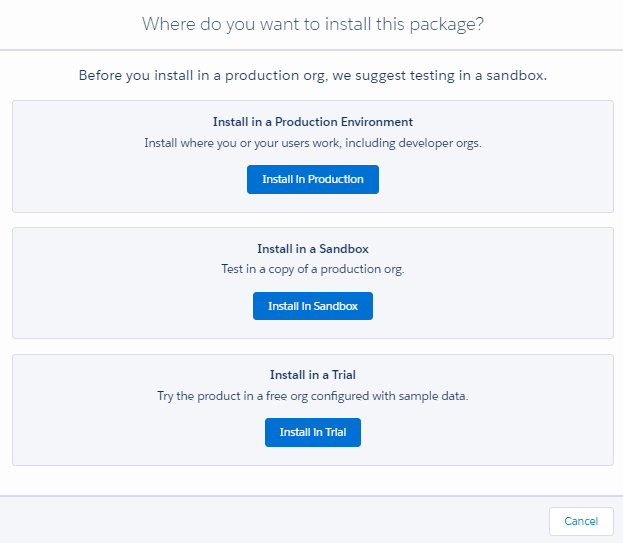 Where do you want to install this package?
Before you install in a production org, we suggest testing in a sandbox.
Install in a Production Environment
Install where you or your users work, including developer orgs.
Install in Production
Install in a Sandbox
Test in a copy of a production org.
Install in Sandbox
Install in a Trial
Try the product in a free org configured with sample data.
Install in Trial
Cancel